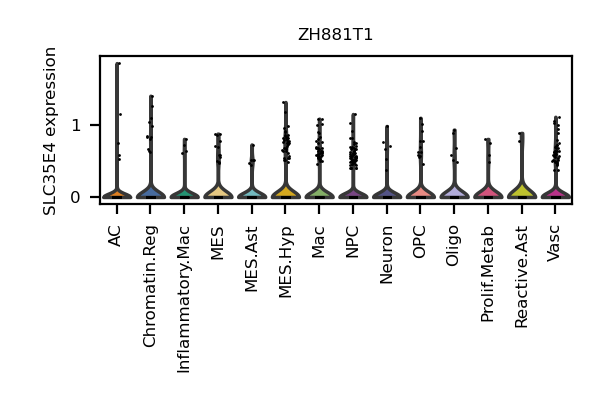 ZH881T1
SLC35E4 expression
1
0
AC
Chromatin.Reg
Inflammatory.Mac
MES
MES.Ast
MES.Hyp
Mac
NPC
Neuron
OPC
Oligo
Prolif.Metab
Reactive.Ast
Vasc